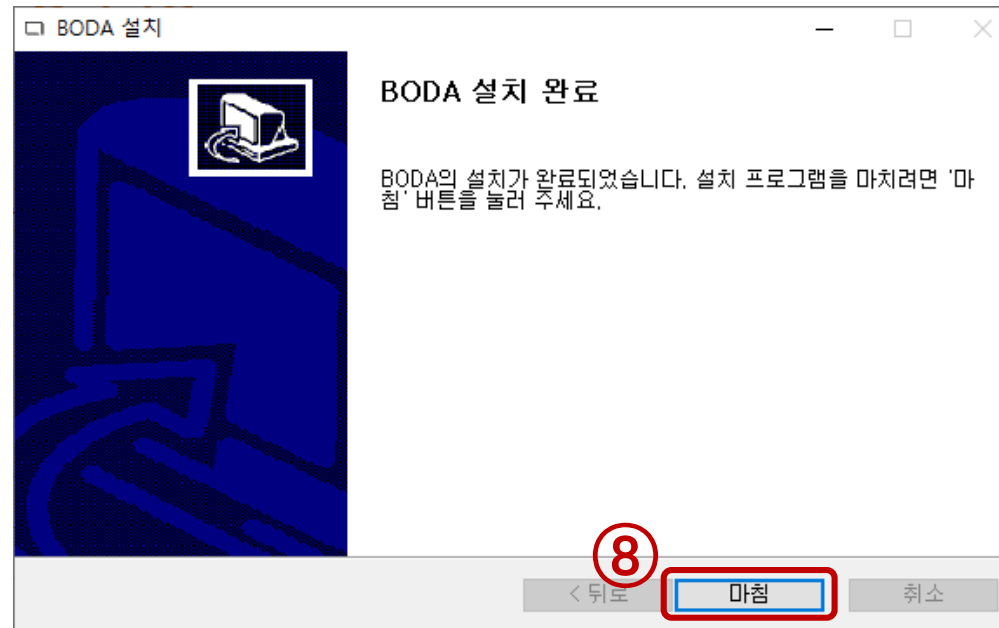 BODA 설치
BODA 설치 완료
BODA의 설치가 완료되었습니다. 설치 프로그램을 마치려면 '마
침' 버튼을 눌러 주세요.
⑧
< 뒤로
마침
취소